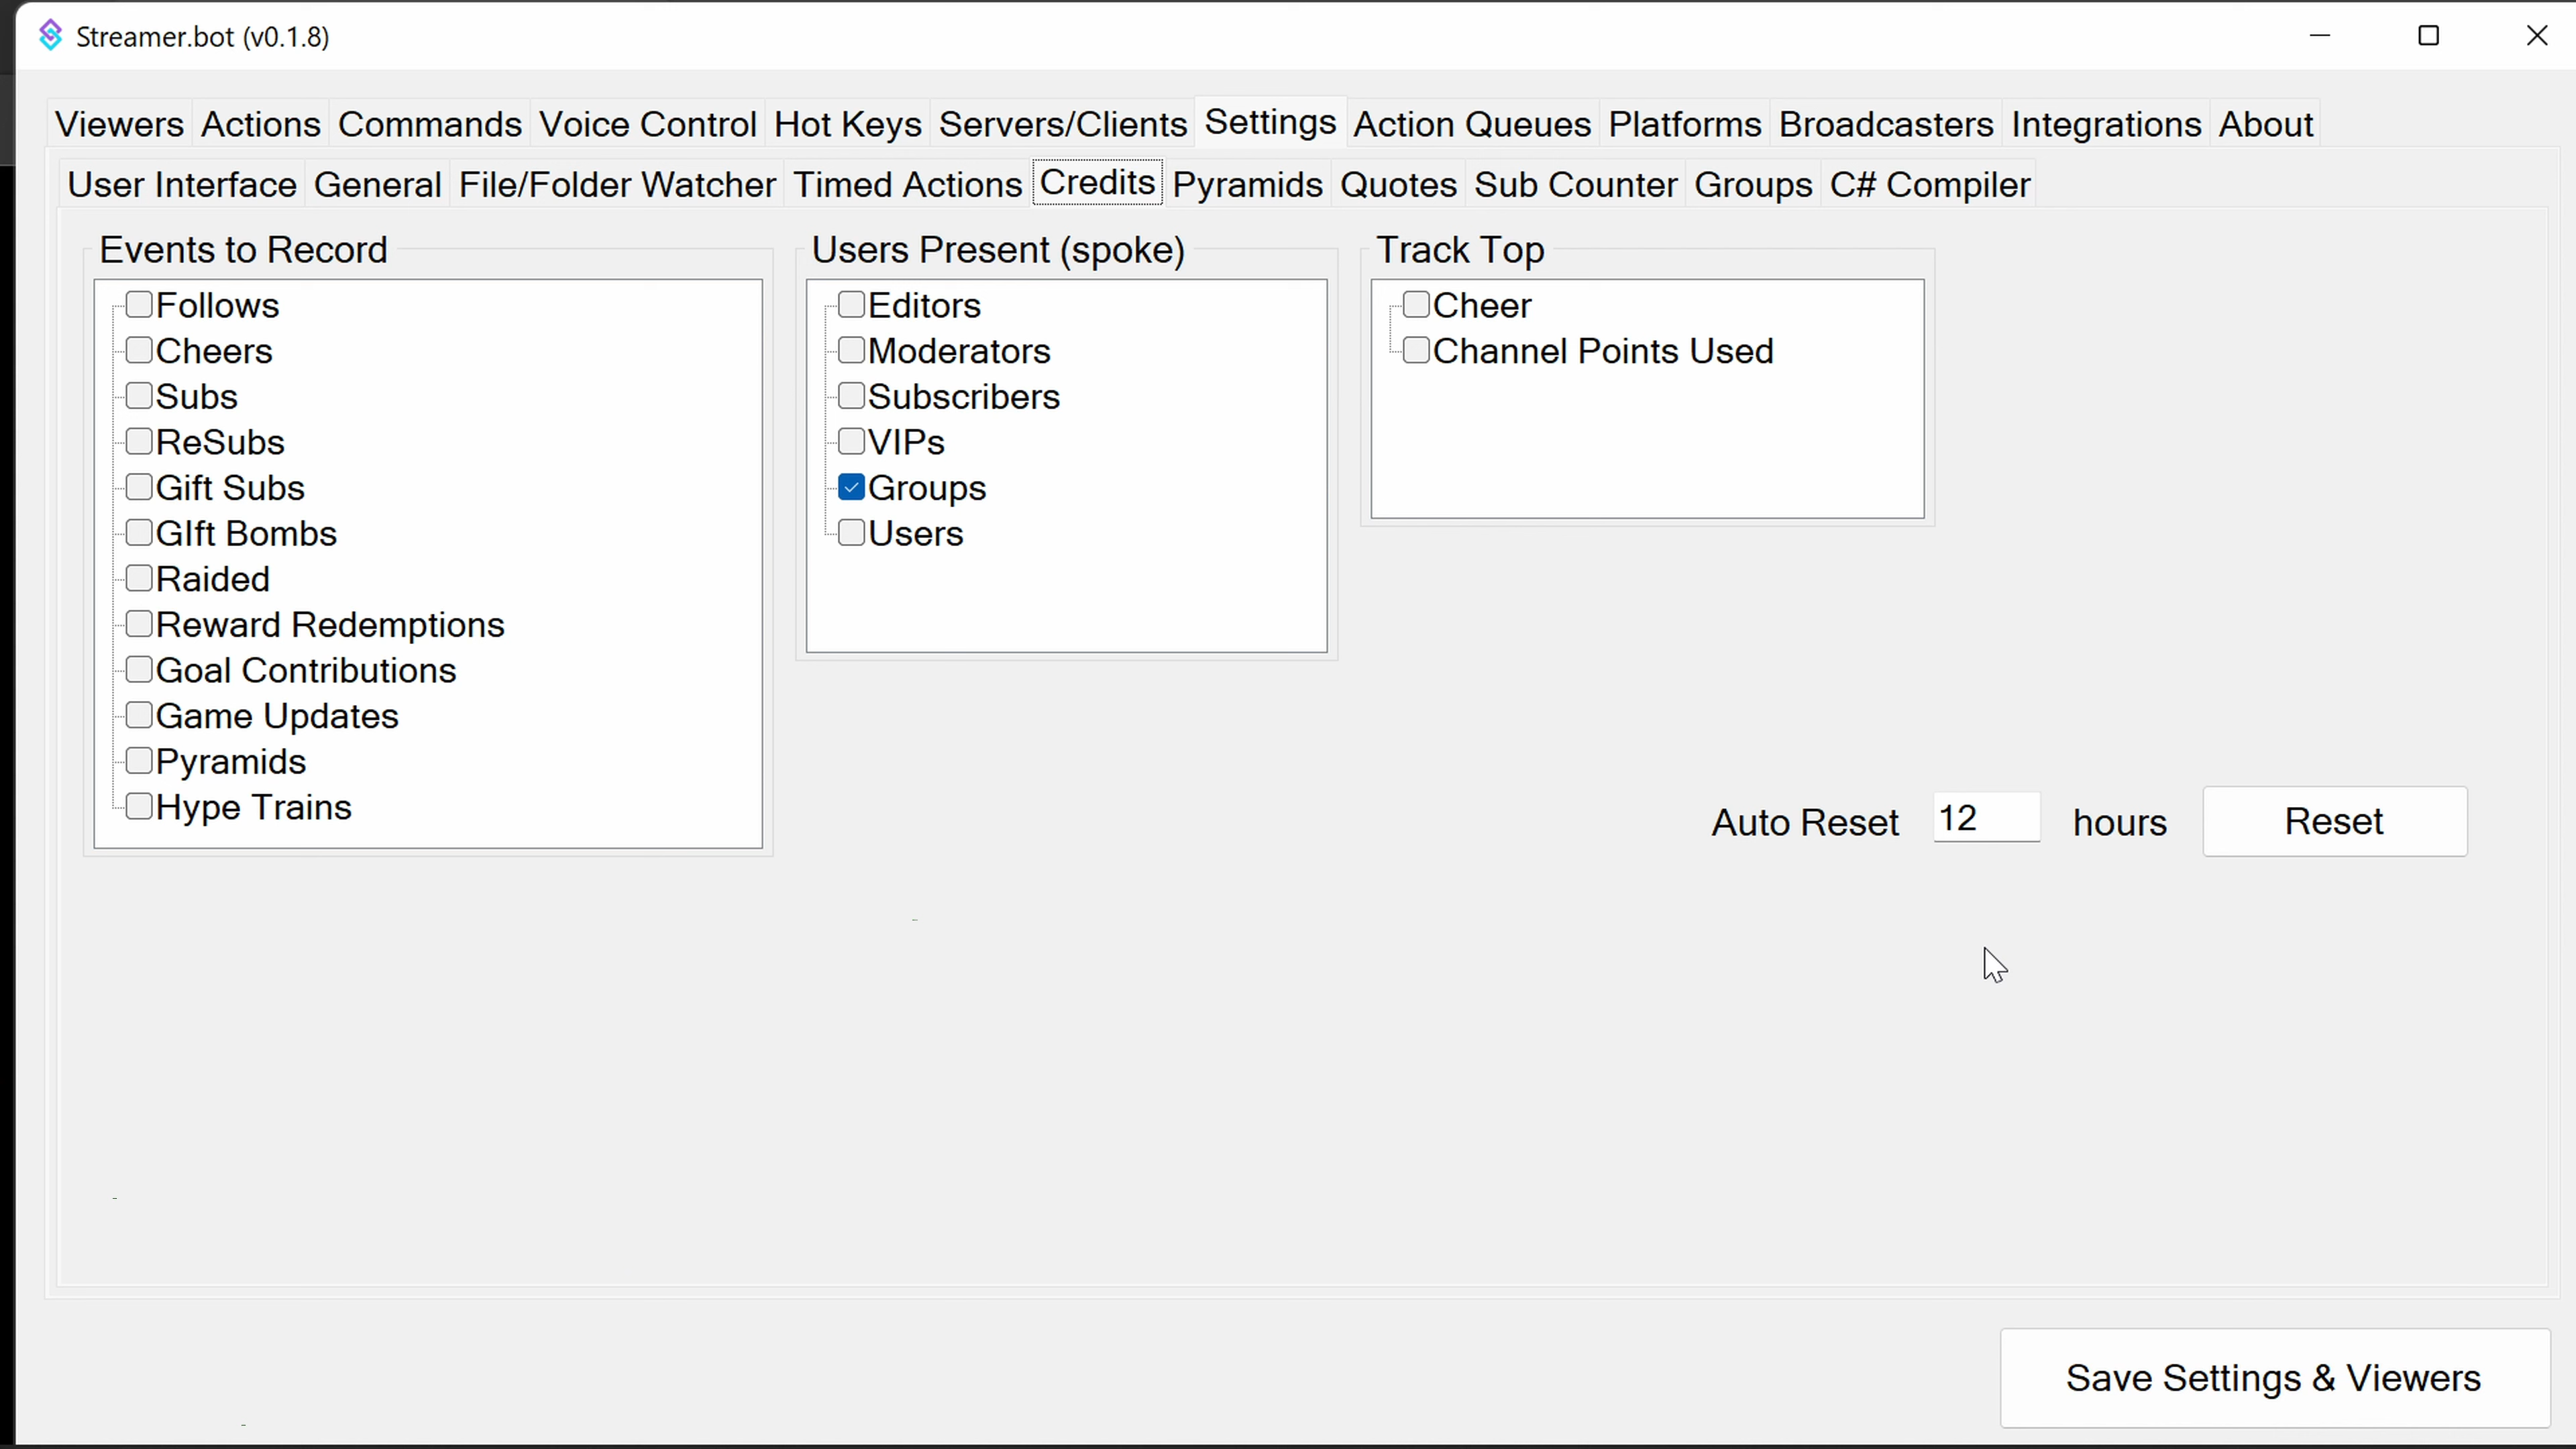 Streamer.bot (v0.1.8)
Viewers Actions Commands Voice Control Hot Keys Servers/Clients Settings Action Queues Platforms Broadcasters Integrations About
User Interface General File/Folder Watcher Timed Actions Credits Pyramids Quotes Sub Counter Groups C# Compiler
Events to Record
Follows
Cheers
Subs
ReSubs
Gift Subs
GIft Bombs
Raided
Reward Redemptions
Goal Contributions
Game Updates
Pyramids
Hype Trains
Users Present (spoke)
Editors
Moderators
Subscribers
VIPs
Groups
Users
Track Top
Cheer
Channel Points Used
Auto Reset 12 hours Reset
Save Settings & Viewers